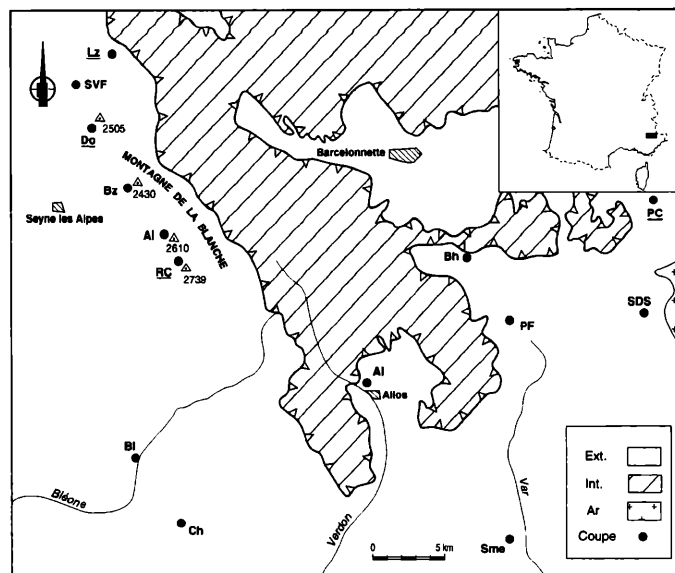 Lz
SVF
2505
Do
MONTAGNE DE LA BLANCHE
Barcelonnette
Bz
2430
Seyne les Alpes
PC
Al
2610
RC
2739
Bh
SDS
PF
Al
Allos
Bl
Bléone
Ch
Verdon
Var
Sme
0 5 km
Ext.
Int.
Ar
Coupe